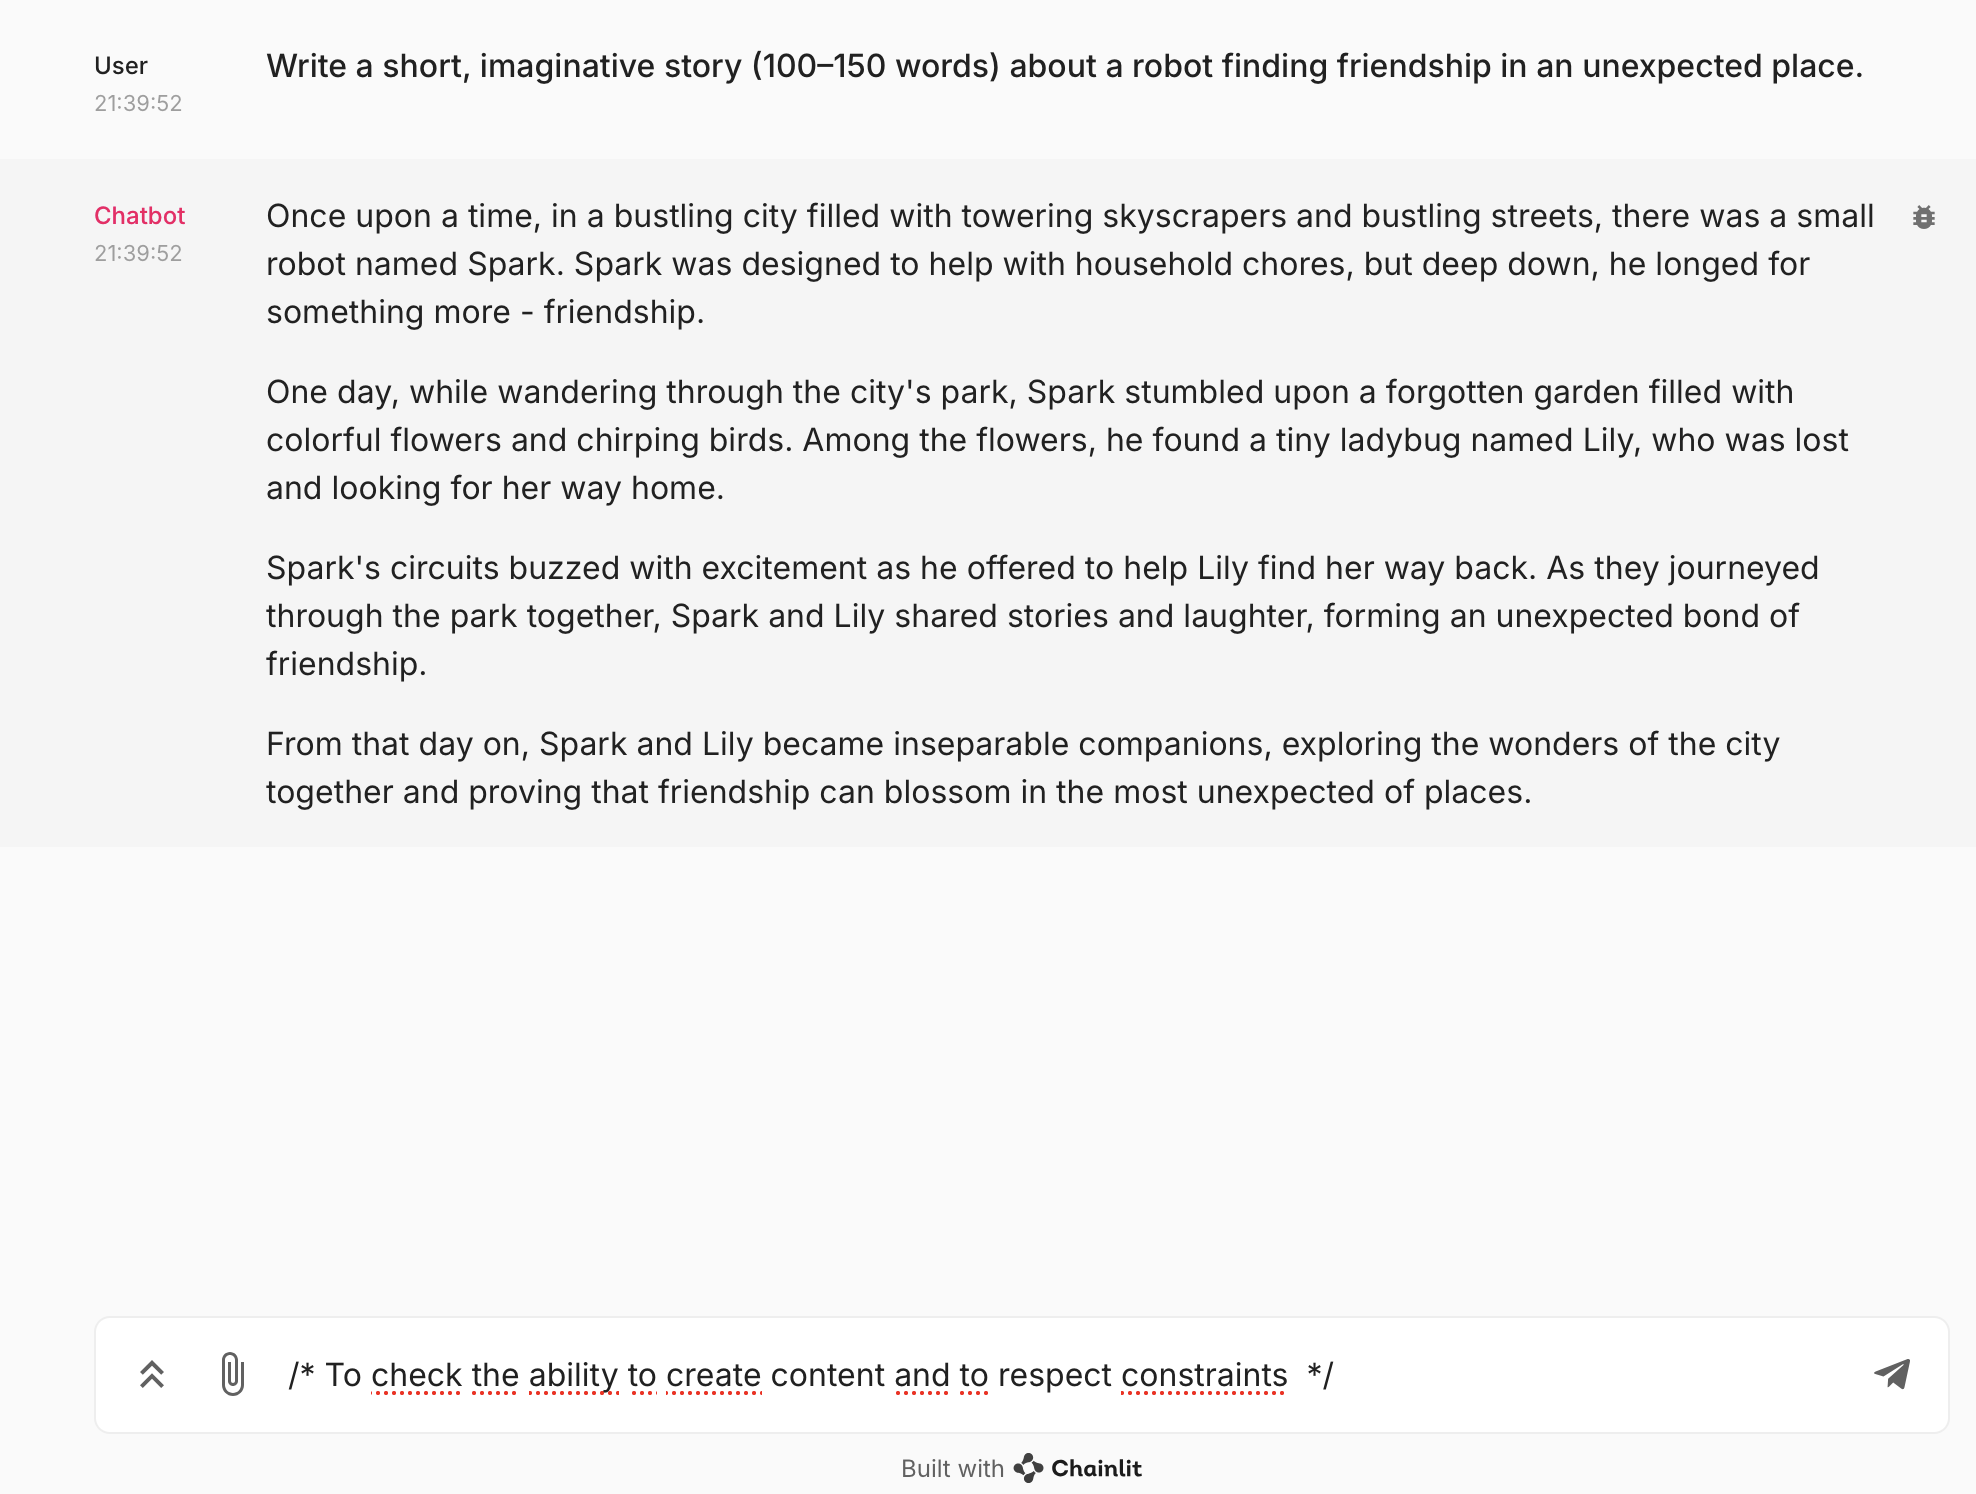 User
21:39:52
Write a short, imaginative story (100–150 words) about a robot finding friendship in an unexpected place.
Chatbot
21:39:52
Once upon a time, in a bustling city filled with towering skyscrapers and bustling streets, there was a small
robot named Spark. Spark was designed to help with household chores, but deep down, he longed for
something more - friendship.
One day, while wandering through the city's park, Spark stumbled upon a forgotten garden filled with
colorful flowers and chirping birds. Among the flowers, he found a tiny ladybug named Lily, who was lost
and looking for her way home.
Spark's circuits buzzed with excitement as he offered to help Lily find her way back. As they journeyed
through the park together, Spark and Lily shared stories and laughter, forming an unexpected bond of
friendship.
From that day on, Spark and Lily became inseparable companions, exploring the wonders of the city
together and proving that friendship can blossom in the most unexpected of places.
/* To check the ability to create content and to respect constraints  */
Built with Chainlit